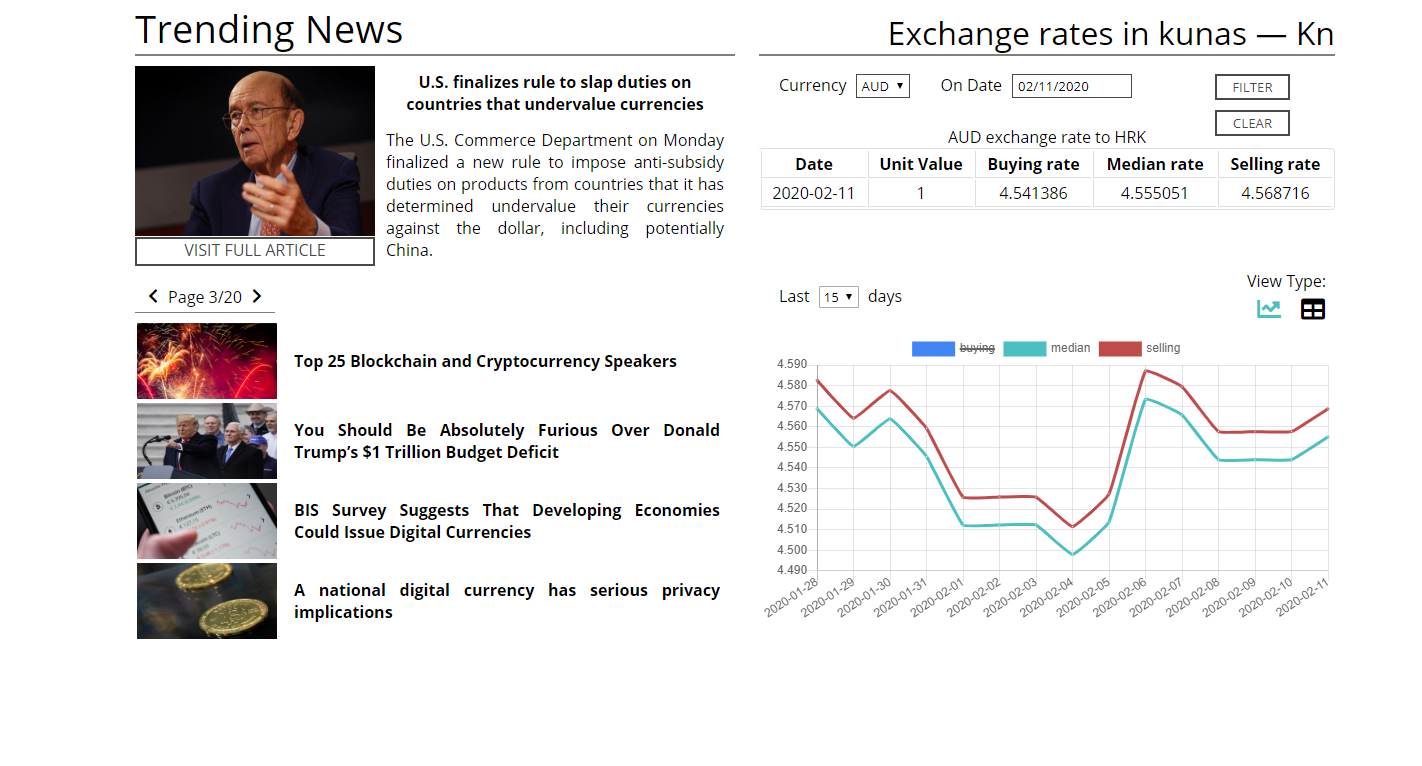 Trending News
U.S. finalizes rule to slap duties on
countries that undervalue currencies
The U.S. Commerce Department on Monday
finalized a new rule to impose anti-subsidy
duties on products from countries that it has
determined undervalue their currencies
against the dollar, including potentially
China.
VISIT FULL ARTICLE
Page 3/20
Top 25 Blockchain and Cryptocurrency Speakers
You Should Be Absolutely Furious Over Donald
Trump’s $1 Trillion Budget Deficit
BIS Survey Suggests That Developing Economies
Could Issue Digital Currencies
A national digital currency has serious privacy
implications
Exchange rates in kunas — Kn
Currency AUD On Date 02/11/2020 FILTER
CLEAR
AUD exchange rate to HRK
Date Unit Value Buying rate Median rate Selling rate
2020-02-11 1 4.541386 4.555051 4.568716
View Type:
Last 15 days
buying median selling
4.590
4.580
4.570
4.560
4.550
4.540
4.530
4.520
4.510
4.500
4.490
2020-01-28 2020-01-29 2020-01-30 2020-01-31 2020-02-01 2020-02-02 2020-02-03 2020-02-04 2020-02-05 2020-02-06 2020-02-07 2020-02-08 2020-02-09 2020-02-10 2020-02-11